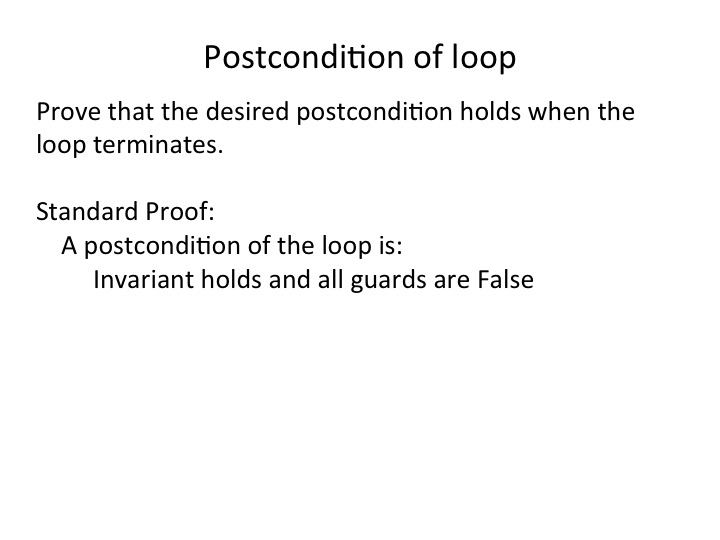 Postcondition of loop
Prove that the desired postcondition holds when the
loop terminates.
Standard Proof:
A postcondition of the loop is:
Invariant holds and all guards are False